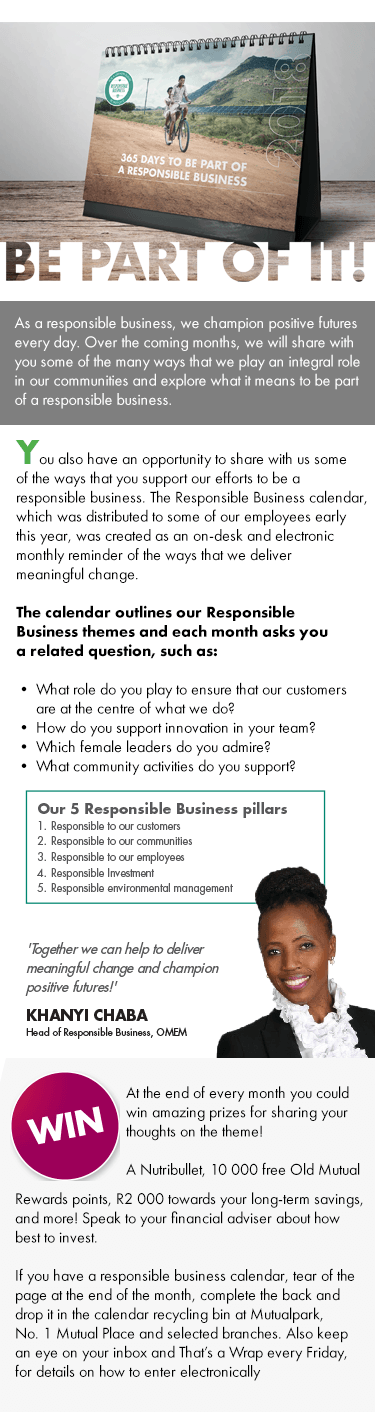 RESPONSIBLE
BUSINESS
2018
365 DAYS TO BE PART OF
A RESPONSIBLE BUSINESS
BE PART OF IT!
As a responsible business, we champion positive futures
every day. Over the coming months, we will share with
you some of the many ways that we play an integral role
in our communities and explore what it means to be part
of a responsible business.
You also have an opportunity to share with us some
of the ways that you support our efforts to be a
responsible business. The Responsible Business calendar,
which was distributed to some of our employees early
this year, was created as an on-desk and electronic
monthly reminder of the ways that we deliver
meaningful change.
The calendar outlines our Responsible
Business themes and each month asks you
a related question, such as:
• What role do you play to ensure that our customers
are at the centre of what we do?
• How do you support innovation in your team?
• Which female leaders do you admire?
• What community activities do you support?
Our 5 Responsible Business pillars
1. Responsible to our customers
2. Responsible to our communities
3. Responsible to our employees
4. Responsible Investment
5. Responsible environmental management
'Together we can help to deliver
meaningful change and champion
positive futures!'
KHANYI CHABA
Head of Responsible Business, OMEM
WIN
At the end of every month you could
win amazing prizes for sharing your
thoughts on the theme!
A Nutribullet, 10 000 free Old Mutual
Rewards points, R2 000 towards your long-term savings,
and more! Speak to your financial adviser about how
best to invest.
If you have a responsible business calendar, tear of the
page at the end of the month, complete the back and
drop it in the calendar recycling bin at Mutualpark,
No. 1 Mutual Place and selected branches. Also keep
an eye on your inbox and That's a Wrap every Friday,
for details on how to enter electronically